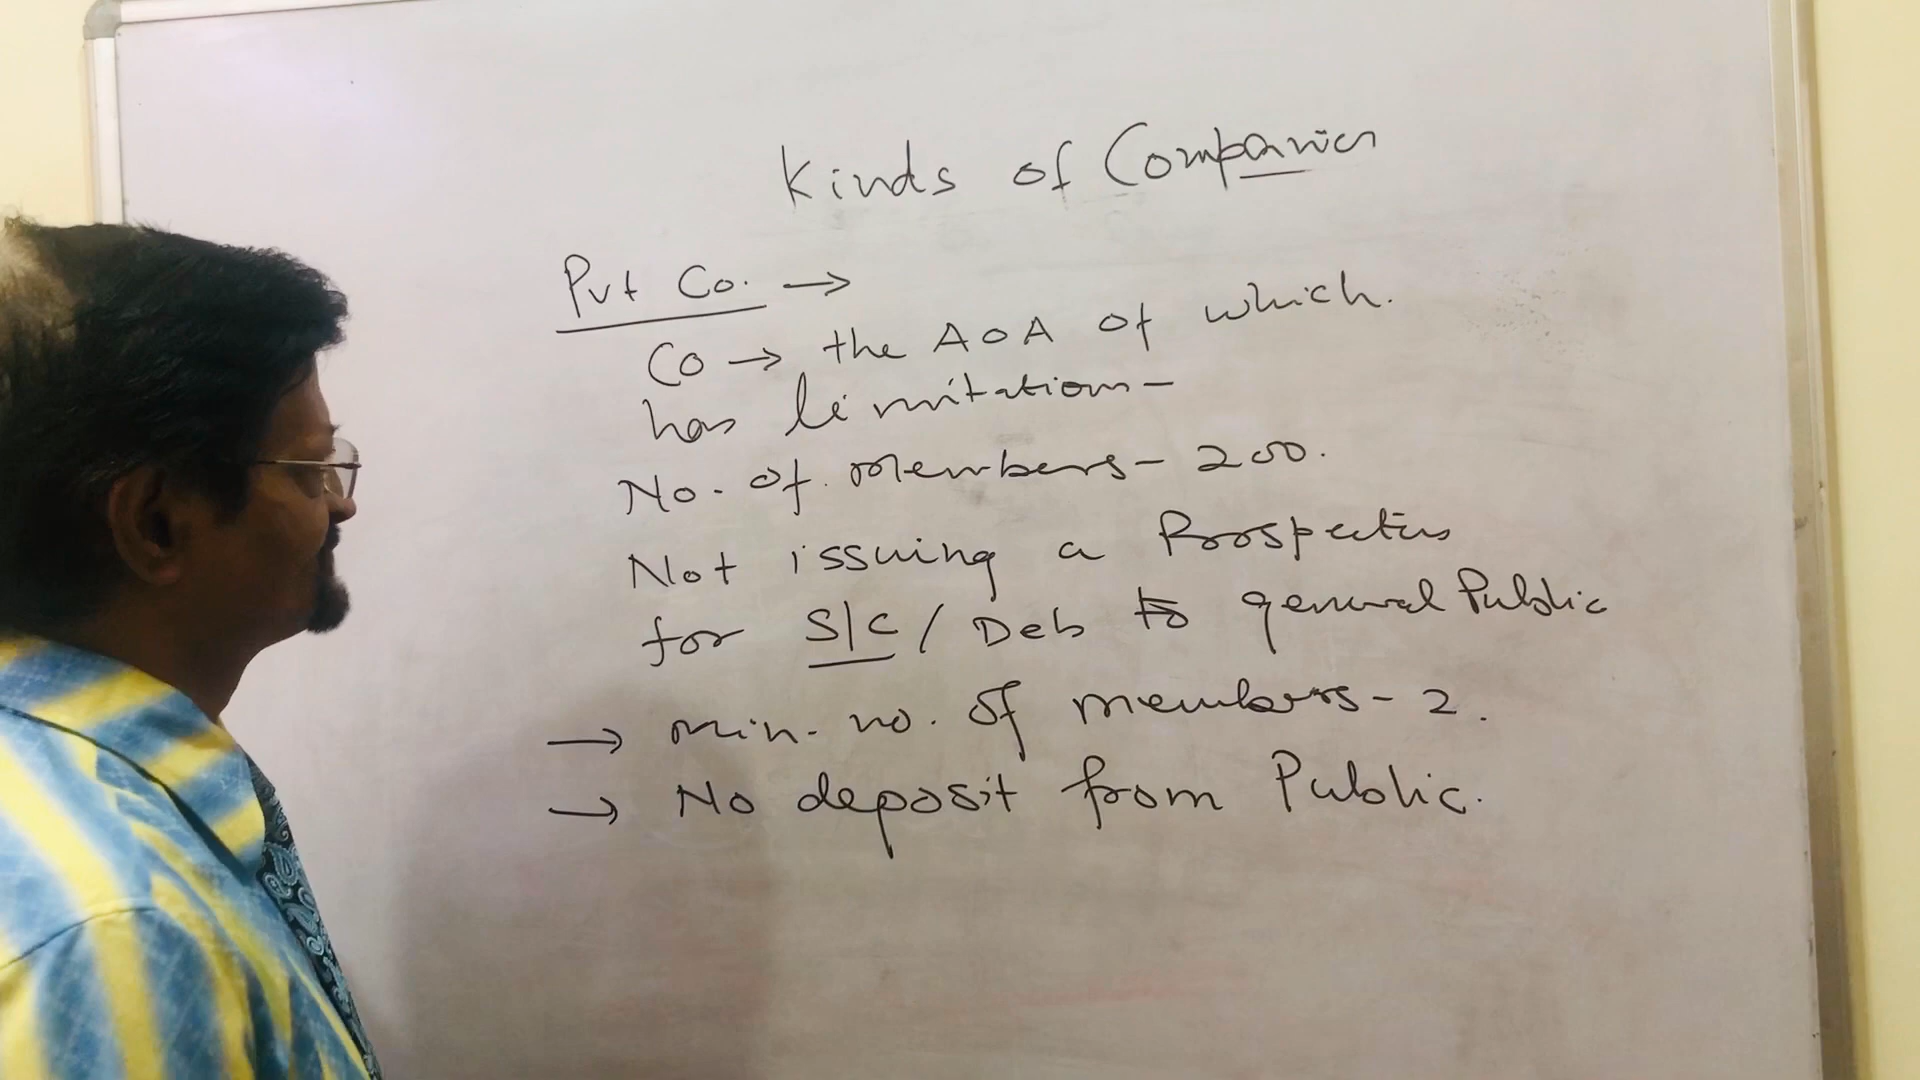 Kinds of Companies
Pvt Co. →
Co → the AOA of which.
has limitations -
No. of members - 200.
Not issuing a Prospectus
for S/C / Deb to general Public
→ min. no. of members - 2.
→ No deposit from Public.